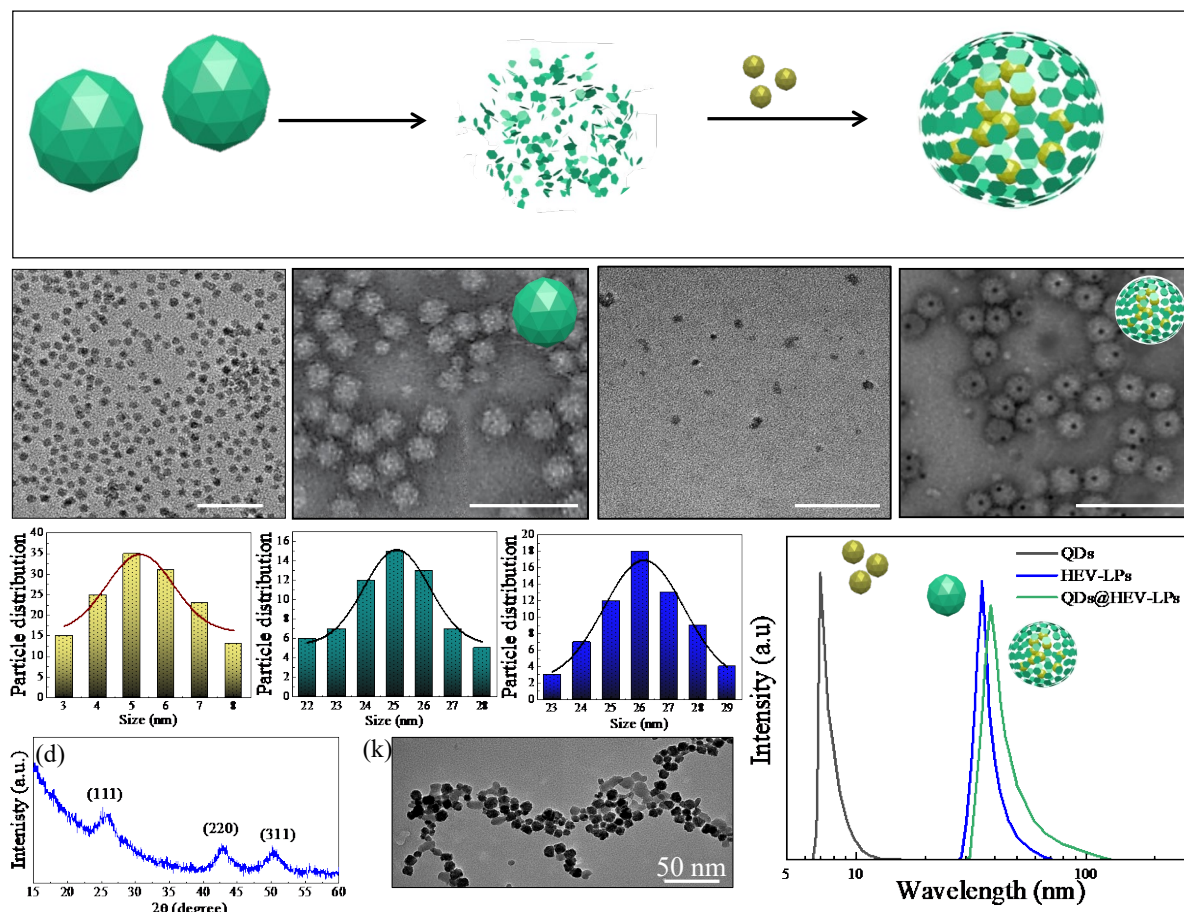 Particle distribution
40
35
30
25
20
15
10
5
0
3 4 5 6 7 8
Size (nm)
Particle distribution
16
14
12
10
8
6
4
2
0
22 23 24 25 26 27 28
Size (nm)
Particle distribution
20
18
16
14
12
10
8
6
4
2
0
23 24 25 26 27 28 29
Size (nm)
Intensity (a.u)
QDs
HEV-LPs
QDs@HEV-LPs
5 10 100
Wavelength (nm)
(d)
Intenisty (a.u.)
(111)
(220)
(311)
15 20 25 30 35 40 45 50 55 60
2θ (degree)
(k)
50 nm